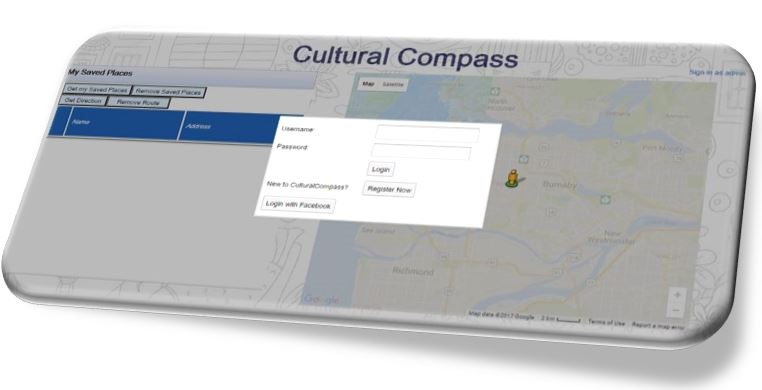 Cultural Compass
Sign in as admin
My Saved Places
Get my Saved Places
Remove Saved Places
Get Direction
Remove Route
Name
Address
Username:
Password:
Login
New to CulturalCompass?
Register Now
Login with Facebook
Map
Satellite
North
Vancouver
Port Moody
Burnaby
New
Westminster
Sea Island
Richmond
Google
Map data ©2017 Google
2 km
Terms of Use
Report a map error